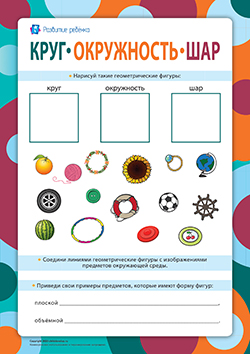 Развитие ребёнка
КРУГ•ОКРУЖНОСТЬ•ШАР
Нарисуй такие геометрические фигуры:
круг окружность шар
Соедини линиями геометрические фигуры с изображениями
предметов окружающей среды.
Приведи свои примеры предметов, которые имеют форму фигур:
плоской
объёмной